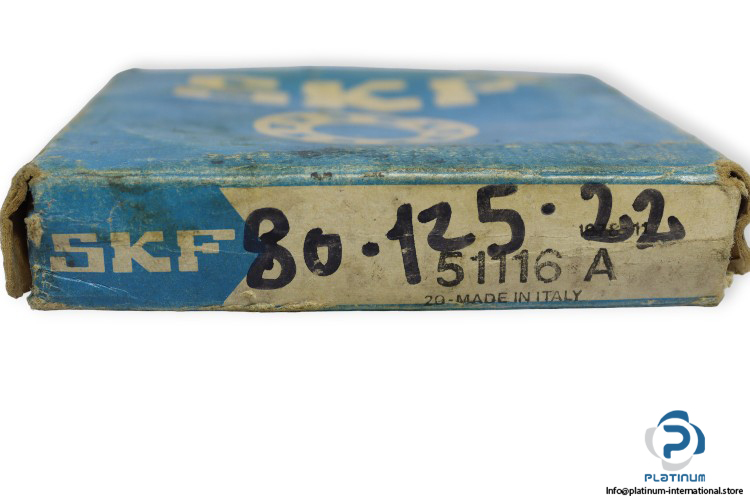 SKF
SKF
80·125·22
51116 A
20-MADE IN ITALY
PLATINUM
Info@platinum-international.store